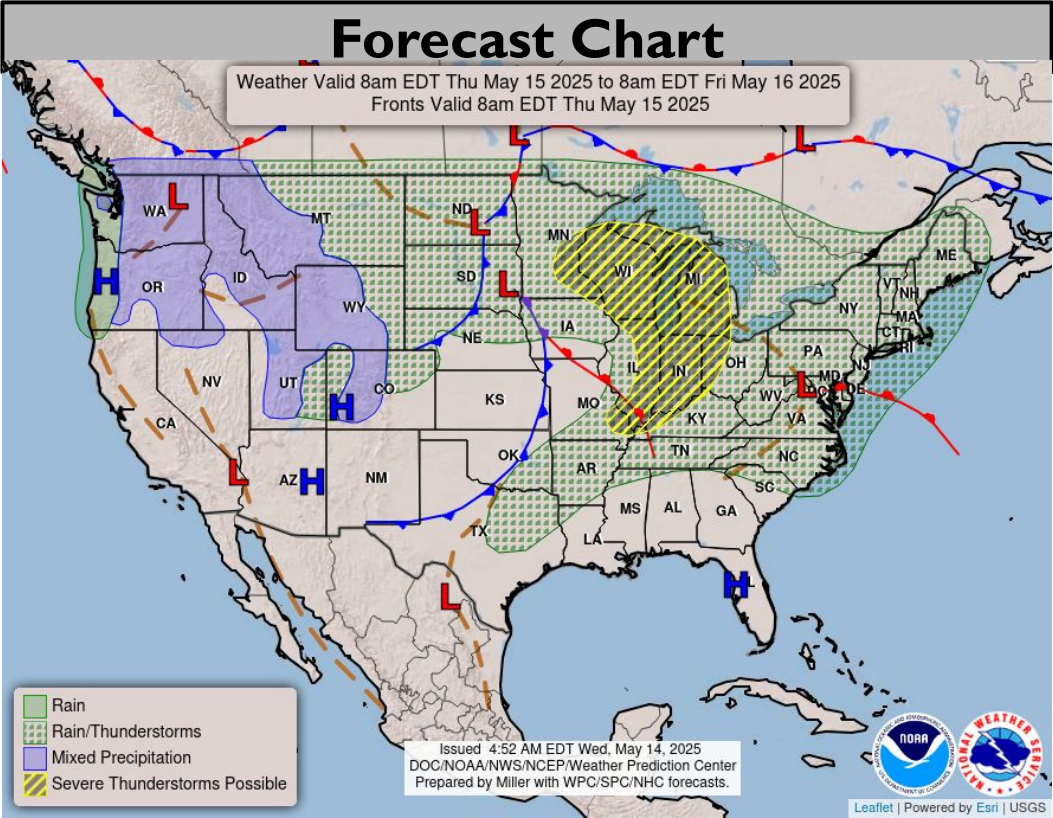 Forecast Chart
Weather Valid 8am EDT Thu May 15 2025 to 8am EDT Fri May 16 2025
Fronts Valid 8am EDT Thu May 15 2025
L
L L
WA L
MT
ND L
MN
ME
H
OR
ID
SD
L
WI
MI
VT
NH
WY
NY
MA
IA
CT
RI
NE
PA
NJ
OH
IL
IN
MD
DE
NV
UT
CO
L
DC
WV
H
KS
MO
VA
CA
KY
TN
NC
OK
L
AZ H
NM
AR
SC
MS
AL
GA
TX
LA
H
L
Rain
Rain/Thunderstorms
Mixed Precipitation
Severe Thunderstorms Possible
Issued 4:52 AM EDT Wed, May 14, 2025
DOC/NOAA/NWS/NCEP/Weather Prediction Center
Prepared by Miller with WPC/SPC/NHC forecasts.
NOAA
NATIONAL WEATHER SERVICE
Leaflet | Powered by Esri | USGS